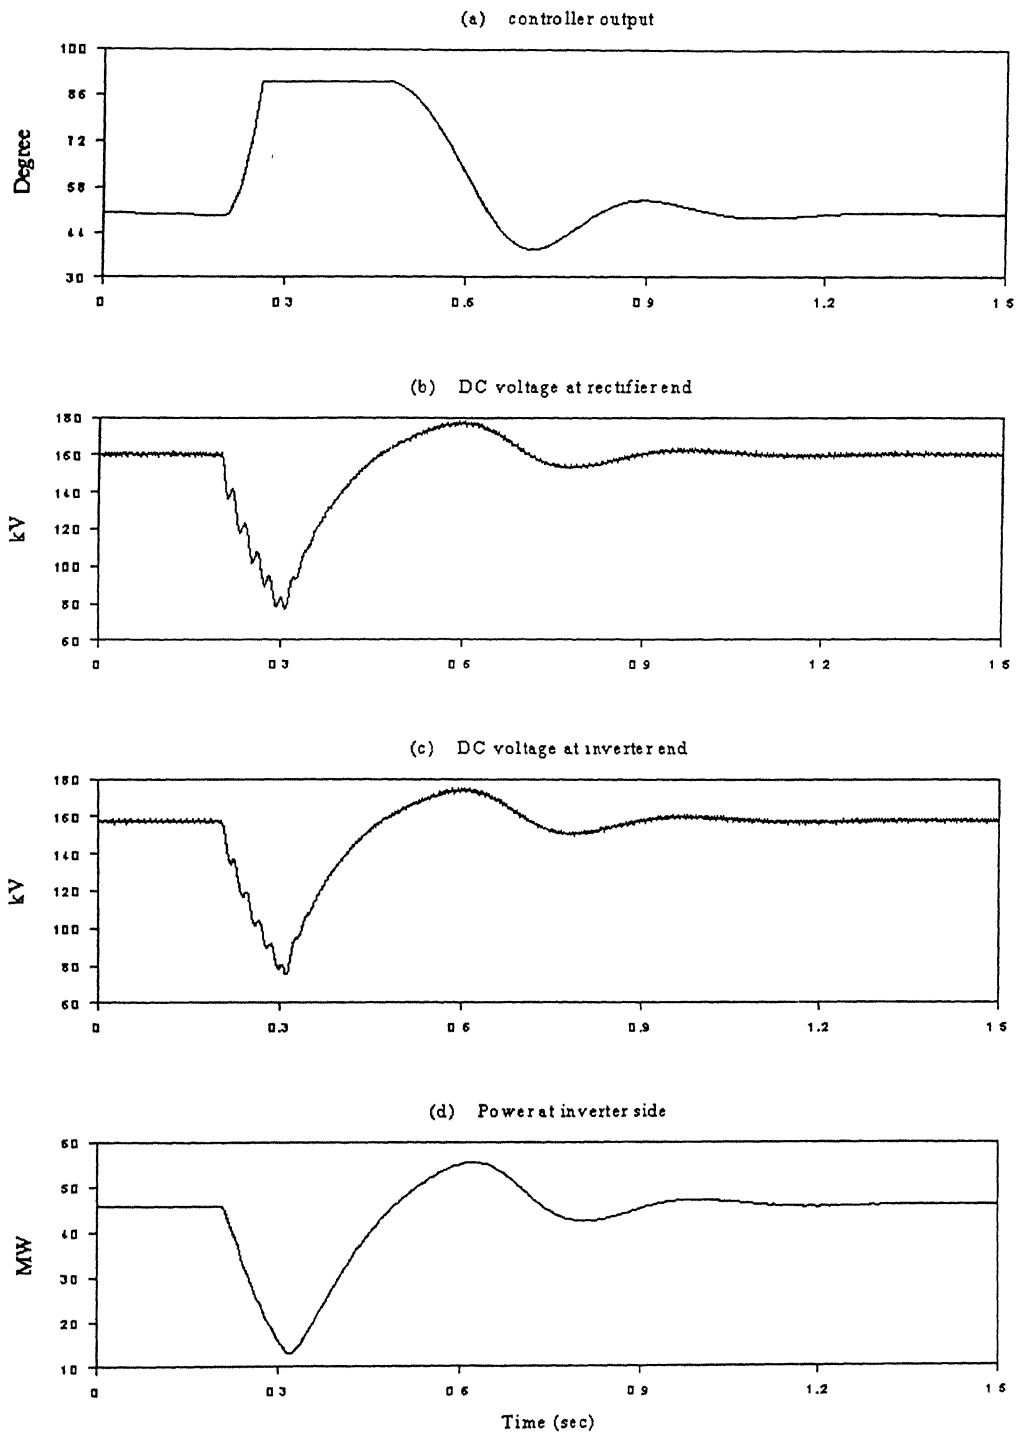 (a) controller output
100
86
72
58
44
30
Degree
0 0.3 0.6 0.9 1.2 1.5
(b) DC voltage at rectifier end
180
160
140
120
100
80
60
kV
0 0.3 0.6 0.9 1.2 1.5
(c) DC voltage at inverter end
180
160
140
120
100
80
60
kV
0 0.3 0.6 0.9 1.2 1.5
(d) Power at inverter side
60
50
40
30
20
10
MW
0 0.3 0.6 0.9 1.2 1.5
Time (sec)